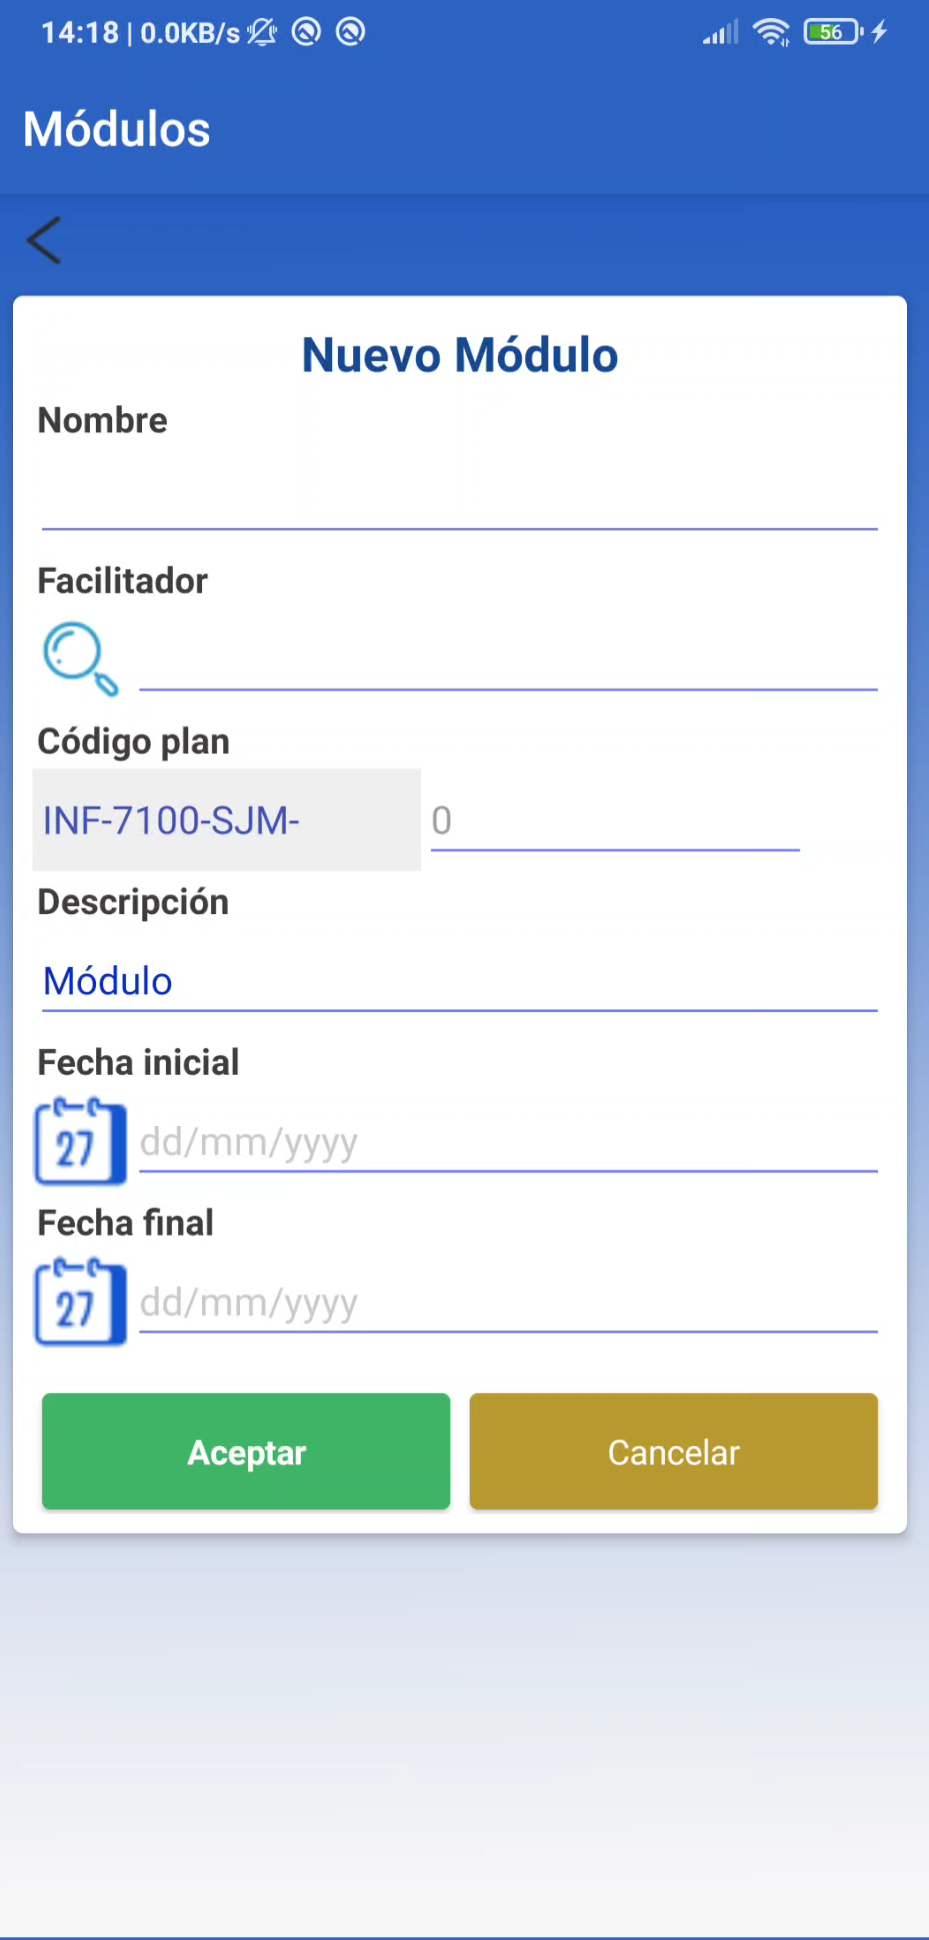 14:18 | 0.0KB/s 56
Módulos
Nuevo Módulo
Nombre
Facilitador
Código plan
INF-7100-SJM- 0
Descripción
Módulo
Fecha inicial
27 dd/mm/yyyy
Fecha final
27 dd/mm/yyyy
Aceptar Cancelar